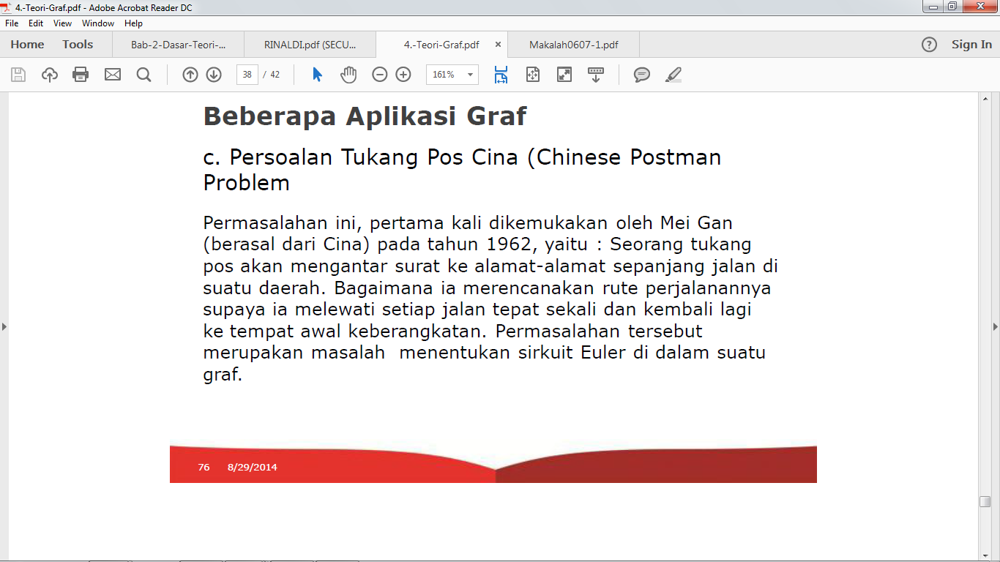 4.-Teori-Graf.pdf - Adobe Acrobat Reader DC
File Edit View Window Help
Home Tools Bab-2-Dasar-Teori-... RINALDI.pdf (SECU... 4.-Teori-Graf.pdf × Makalah0607-1.pdf ? Sign In
38 / 42 161%
Beberapa Aplikasi Graf
c. Persoalan Tukang Pos Cina (Chinese Postman
Problem
Permasalahan ini, pertama kali dikemukakan oleh Mei Gan
(berasal dari Cina) pada tahun 1962, yaitu : Seorang tukang
pos akan mengantar surat ke alamat-alamat sepanjang jalan di
suatu daerah. Bagaimana ia merencanakan rute perjalanannya
supaya ia melewati setiap jalan tepat sekali dan kembali lagi
ke tempat awal keberangkatan. Permasalahan tersebut
merupakan masalah  menentukan sirkuit Euler di dalam suatu
graf.
76 8/29/2014